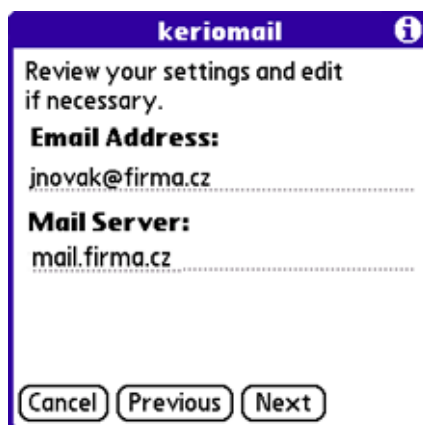 keriomail
Review your settings and edit
if necessary.
Email Address:
jnovak@firma.cz
Mail Server:
mail.firma.cz
Cancel Previous Next